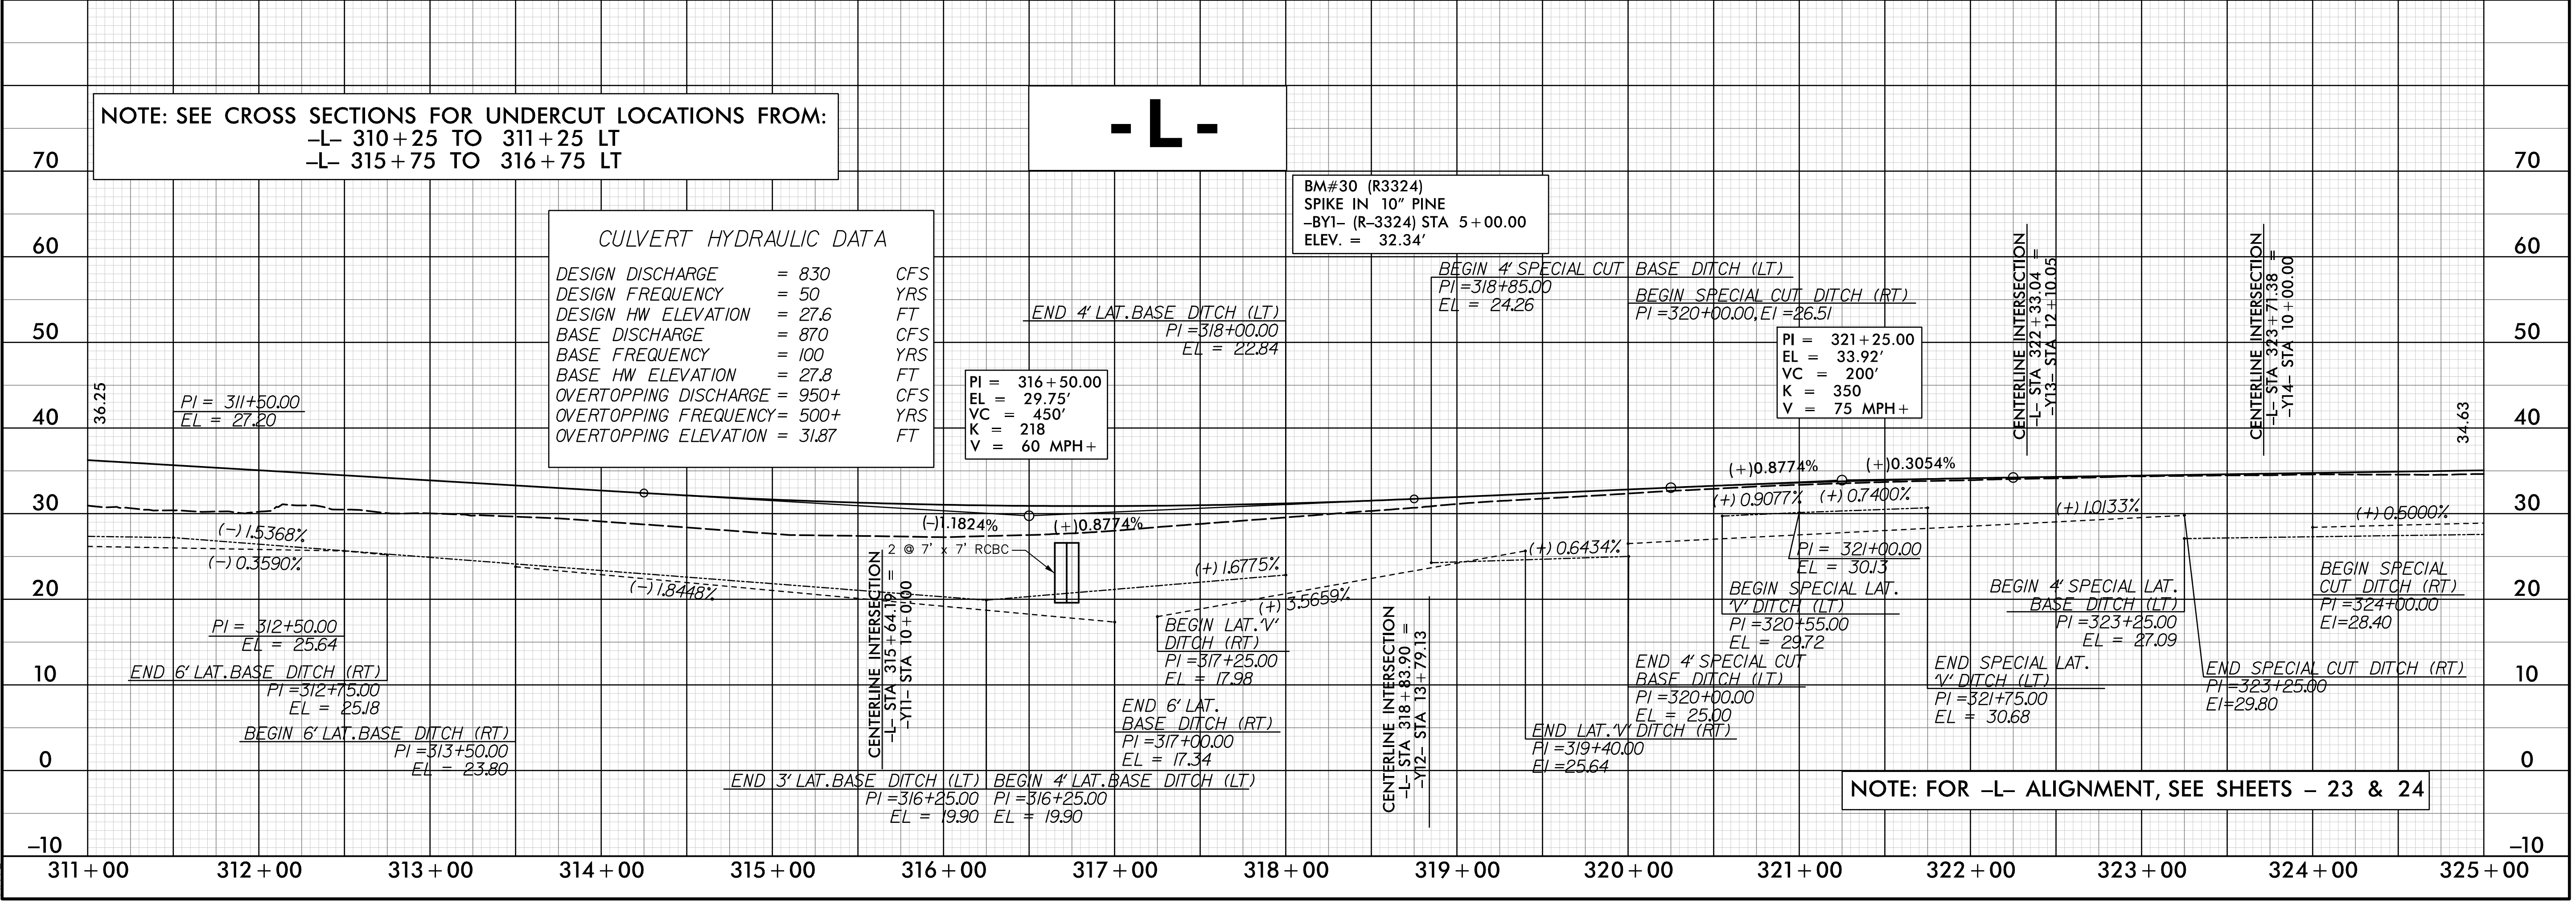 NOTE: SEE CROSS SECTIONS FOR UNDERCUT LOCATIONS FROM:
–L– 310+25 TO 311+25 LT
–L– 315+75 TO 316+75 LT
-L-
BM#30 (R3324)
SPIKE IN 10" PINE
–BY1– (R–3324) STA 5+00.00
ELEV. = 32.34'
CULVERT HYDRAULIC DATA
DESIGN DISCHARGE = 830 CFS
DESIGN FREQUENCY = 50 YRS
DESIGN HW ELEVATION = 27.6 FT
BASE DISCHARGE = 870 CFS
BASE FREQUENCY = 100 YRS
BASE HW ELEVATION = 27.8 FT
OVERTOPPING DISCHARGE = 950+ CFS
OVERTOPPING FREQUENCY = 500+ YRS
OVERTOPPING ELEVATION = 31.87 FT
70
60
50
40
30
20
10
0
–10
70
60
50
40
30
20
10
0
–10
36.25
PI = 311+50.00
EL = 27.20
END 4' LAT.BASE DITCH (LT)
PI =318+00.00
EL = 22.84
PI = 316+50.00
EL = 29.75'
VC = 450'
K = 218
V = 60 MPH+
BEGIN 4' SPECIAL CUT BASE DITCH (LT)
PI =318+85.00
EL = 24.26
BEGIN SPECIAL CUT DITCH (RT)
PI =320+00.00, El =26.51
PI = 321+25.00
EL = 33.92'
VC = 200'
K = 350
V = 75 MPH+
CENTERLINE INTERSECTION
–L– STA 322+33.04 =
–Y13– STA 12+10.05
CENTERLINE INTERSECTION
–L– STA 323+71.38 =
–Y14– STA 10+00.00
34.63
(–)1.5368%
(–)0.3590%
(–)1.8448%
(–)1.1824%
(+)0.8774%
2 @ 7' x 7' RCBC
(+)1.6775%
(+)3.5659%
(+)0.6434%
(+)0.8774%
(+)0.3054%
(+)0.9077%
(+)0.7400%
(+)1.0133%
(+)0.5000%
PI = 312+50.00
EL = 25.64
END 6' LAT.BASE DITCH (RT)
PI =312+75.00
EL = 25.18
BEGIN 6' LAT.BASE DITCH (RT)
PI =313+50.00
EL = 23.80
CENTERLINE INTERSECTION
–L– STA 315+64.19 =
–Y11– STA 10+0.00
END 3' LAT.BASE DITCH (LT)
PI =316+25.00
EL = 19.90
BEGIN 4' LAT.BASE DITCH (LT)
PI =316+25.00
EL = 19.90
BEGIN LAT.'V'
DITCH (RT)
PI =317+25.00
EL = 17.98
END 6' LAT.
BASE DITCH (RT)
PI =317+00.00
EL = 17.34
CENTERLINE INTERSECTION
–L– STA 318+83.90 =
–Y12– STA 13+79.13
END LAT.'V' DITCH (RT)
PI =319+40.00
El =25.64
END 4' SPECIAL CUT
BASE DITCH (LT)
PI =320+00.00
EL = 25.00
PI = 321+00.00
EL = 30.13
BEGIN SPECIAL LAT.
'V' DITCH (LT)
PI =320+55.00
EL = 29.72
END SPECIAL LAT.
'V' DITCH (LT)
PI =321+75.00
EL = 30.68
BEGIN 4' SPECIAL LAT.
BASE DITCH (LT)
PI =323+25.00
EL = 27.09
END SPECIAL CUT DITCH (RT)
PI =323+25.00
El=29.80
BEGIN SPECIAL
CUT DITCH (RT)
PI =324+00.00
El=28.40
NOTE: FOR –L– ALIGNMENT, SEE SHEETS – 23 & 24
311+00 312+00 313+00 314+00 315+00 316+00 317+00 318+00 319+00 320+00 321+00 322+00 323+00 324+00 325+00